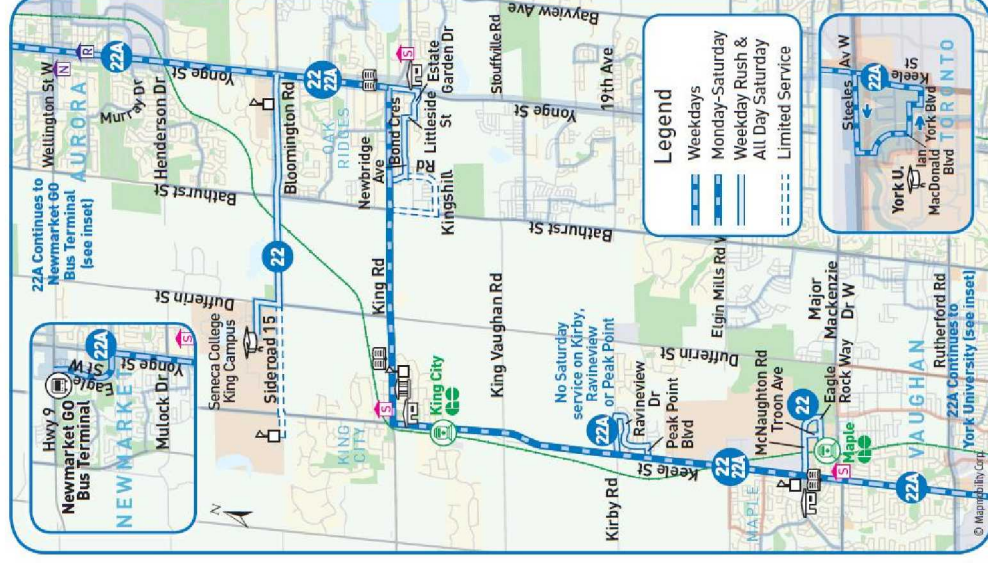 22A Continues to
Newmarket GO
Bus Terminal
(see inset)
Wellington St W
N
R
22A
AURORA
Murray Dr
Henderson Dr
Yonge St
Bayview Ave
Hwy 9
Newmarket GO
Bus Terminal
Eagle
St W
22A
Yonge St
Mulock Dr
NEWMARKET
S
N
Seneca College
King Campus
Dufferin St
Sideroad 15
22
Bathurst St
Bloomington Rd
OAK
RIDGES
22
22A
Newbridge
Ave
Bond Cres
S
Estate
Garden Dr
Littleside
St
Rd
Kingshill
Stouffville Rd
Yonge St
19th Ave
KING
CITY
King Rd
S
King City
GO
King Vaughan Rd
Bathurst St
No Saturday
service on Kirby,
Ravineview
or Peak Point
22A
Ravineview
Dr
Peak Point
Blvd
Dufferin St
Elgin Mills Rd
Keele St
Kirby Rd
22
22A
McNaughton Rd
Troon Ave
Major
Mackenzie
Dr W
22
Eagle
Rock Way
MAPLE
Maple
GO
S
VAUGHAN
Rutherford Rd
22A
22A Continues to
York University (see inset)
© Mapmobility Corp.
Legend
Weekdays
Monday-Saturday
Weekday Rush &
All Day Saturday
Limited Service
Steeles Av W
22A
Keele
St
York U.
Ian
MacDonald
Blvd
York Blvd
TORONTO